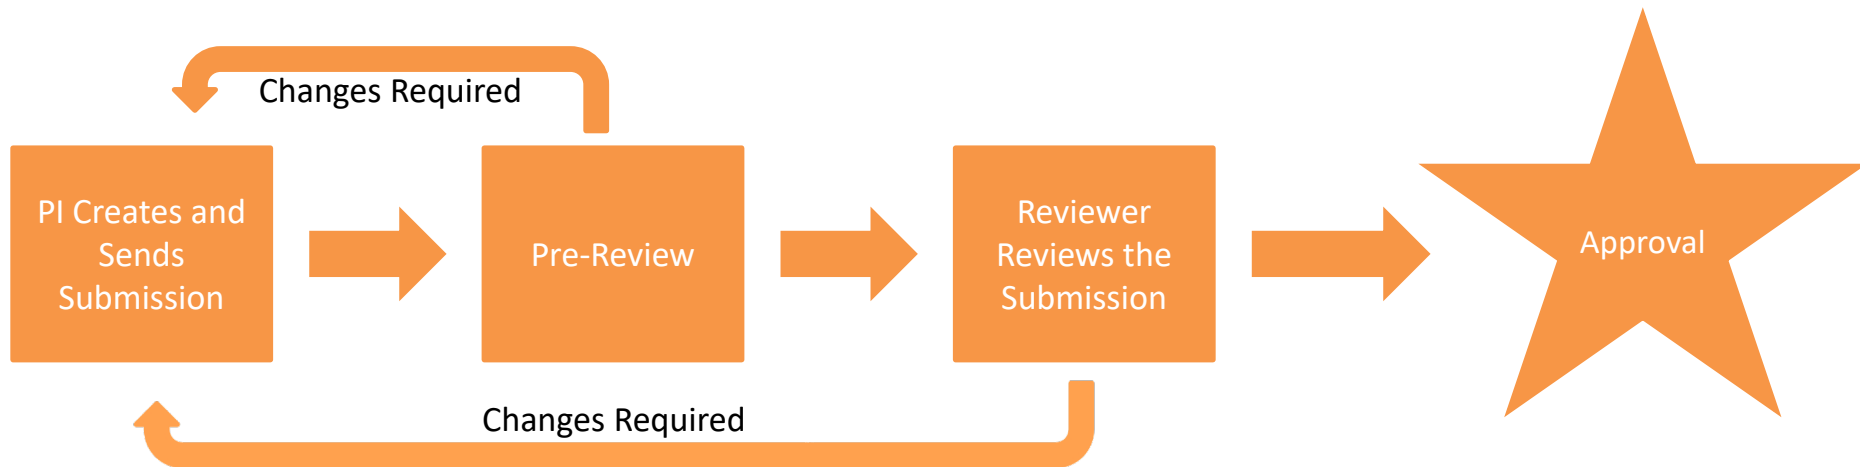 Changes Required
PI Creates and
Sends
Submission
Pre-Review
Reviewer
Reviews the
Submission
Approval
Changes Required